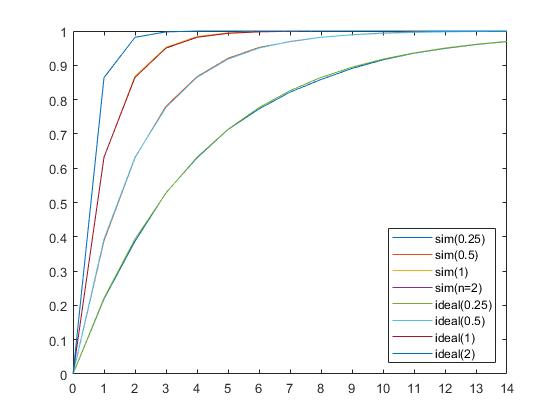 1
0.9
0.8
0.7
0.6
0.5
0.4
0.3
0.2
0.1
0
0 1 2 3 4 5 6 7 8 9 10 11 12 13 14
sim(0.25)
sim(0.5)
sim(1)
sim(n=2)
ideal(0.25)
ideal(0.5)
ideal(1)
ideal(2)